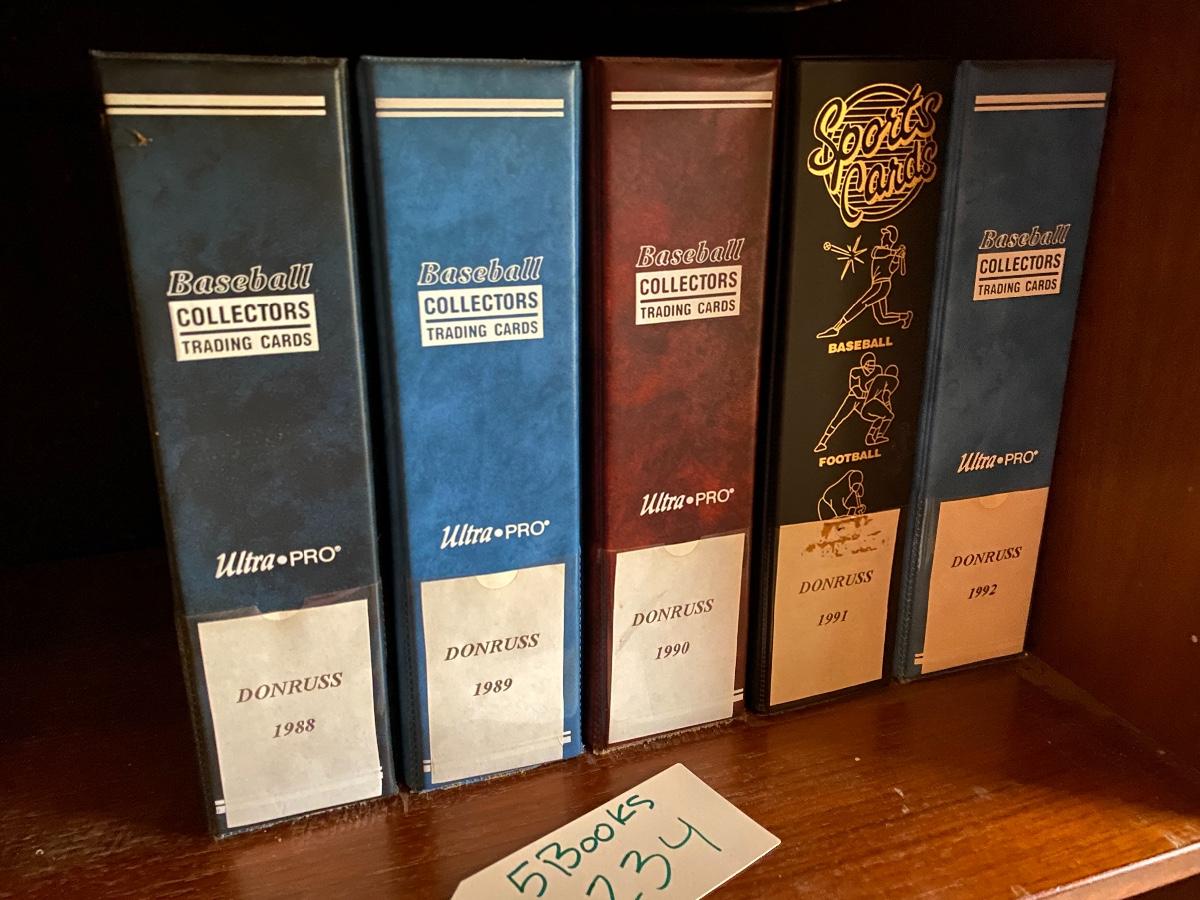 Baseball
COLLECTORS
TRADING CARDS
Ultra•PRO®
DONRUSS
1988
Baseball
COLLECTORS
TRADING CARDS
Ultra•PRO®
DONRUSS
1989
Baseball
COLLECTORS
TRADING CARDS
Ultra•PRO®
DONRUSS
1990
Sports
Cards
BASEBALL
FOOTBALL
DONRUSS
1991
Baseball
COLLECTORS
TRADING CARDS
Ultra•PRO®
DONRUSS
1992
5 Books
234